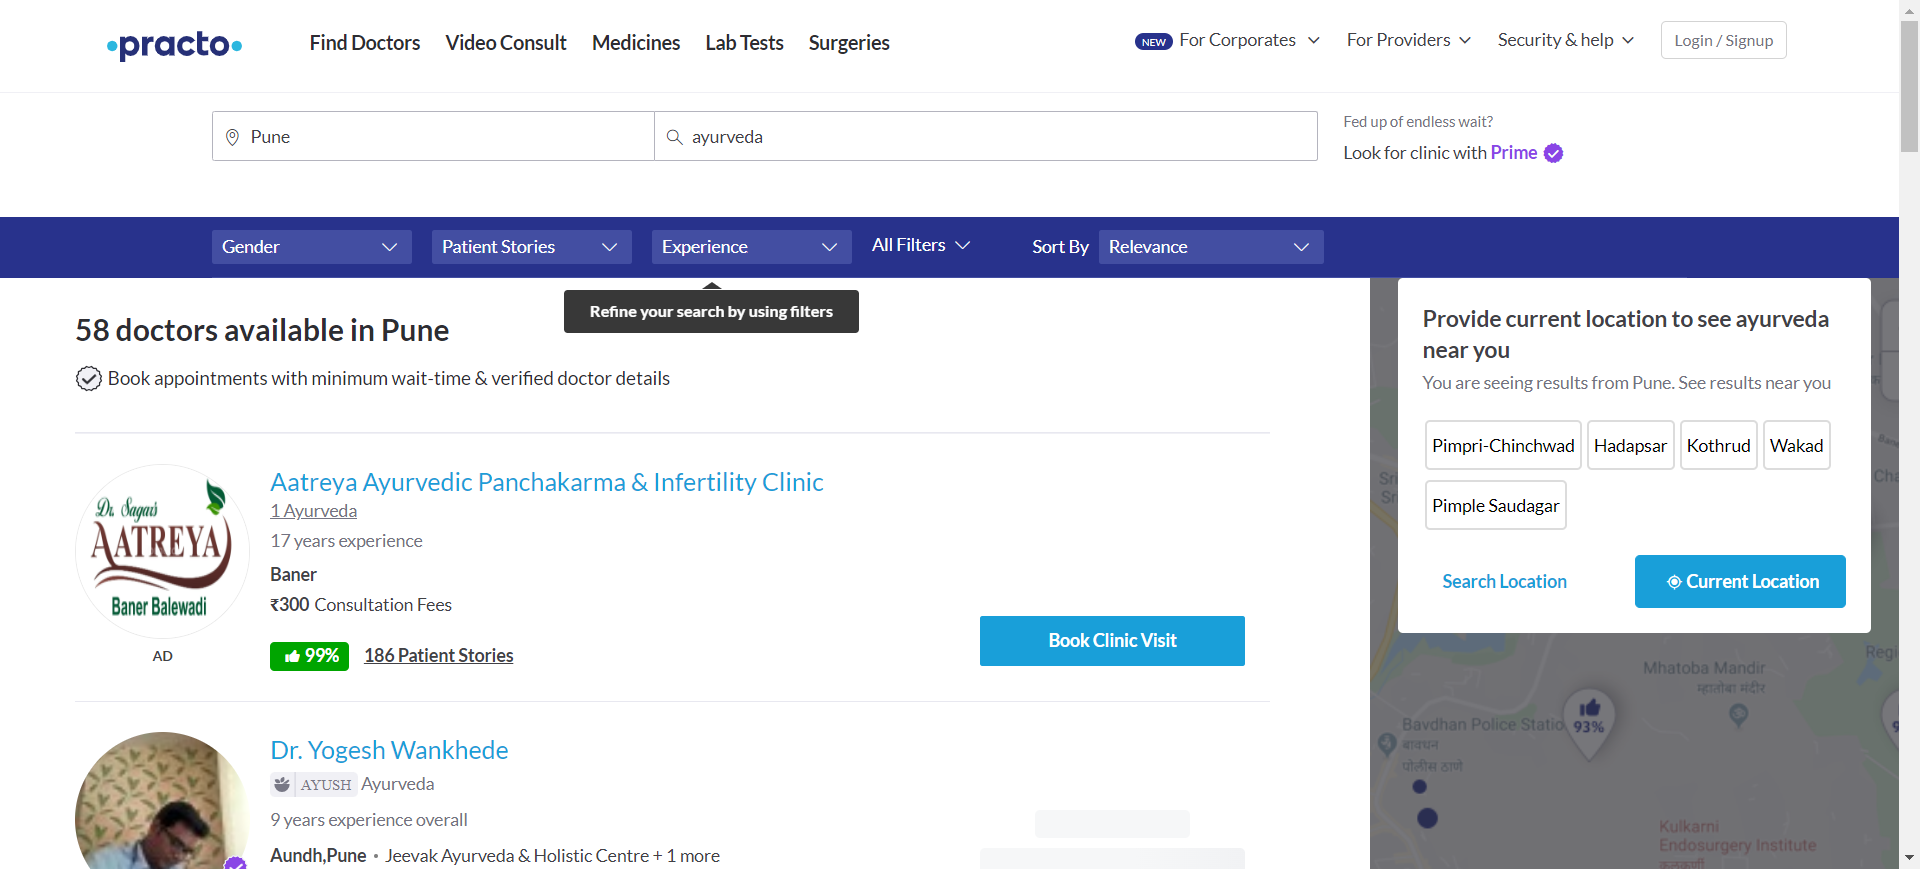 practo
Find Doctors
Video Consult
Medicines
Lab Tests
Surgeries
NEW For Corporates
For Providers
Security & help
Login / Signup
Pune
ayurveda
Fed up of endless wait?
Look for clinic with Prime
Gender
Patient Stories
Experience
All Filters
Sort By
Relevance
Refine your search by using filters
58 doctors available in Pune
Book appointments with minimum wait-time & verified doctor details
Dr. Sagar's
AATREYA
Baner Balewadi
AD
Aatreya Ayurvedic Panchakarma & Infertility Clinic
1 Ayurveda
17 years experience
Baner
₹300 Consultation Fees
99%
186 Patient Stories
Book Clinic Visit
Dr. Yogesh Wankhede
AYUSH Ayurveda
9 years experience overall
Aundh,Pune • Jeevak Ayurveda & Holistic Centre + 1 more
Provide current location to see ayurveda
near you
You are seeing results from Pune. See results near you
Pimpri-Chinchwad
Hadapsar
Kothrud
Wakad
Pimple Saudagar
Search Location
Current Location
Mhatoba Mandir
म्हातोबा मंदीर
Bavdhan Police Statio
बावधन
पोलीस ठाणे
93%
Kulkarni
Endosurgery Institute